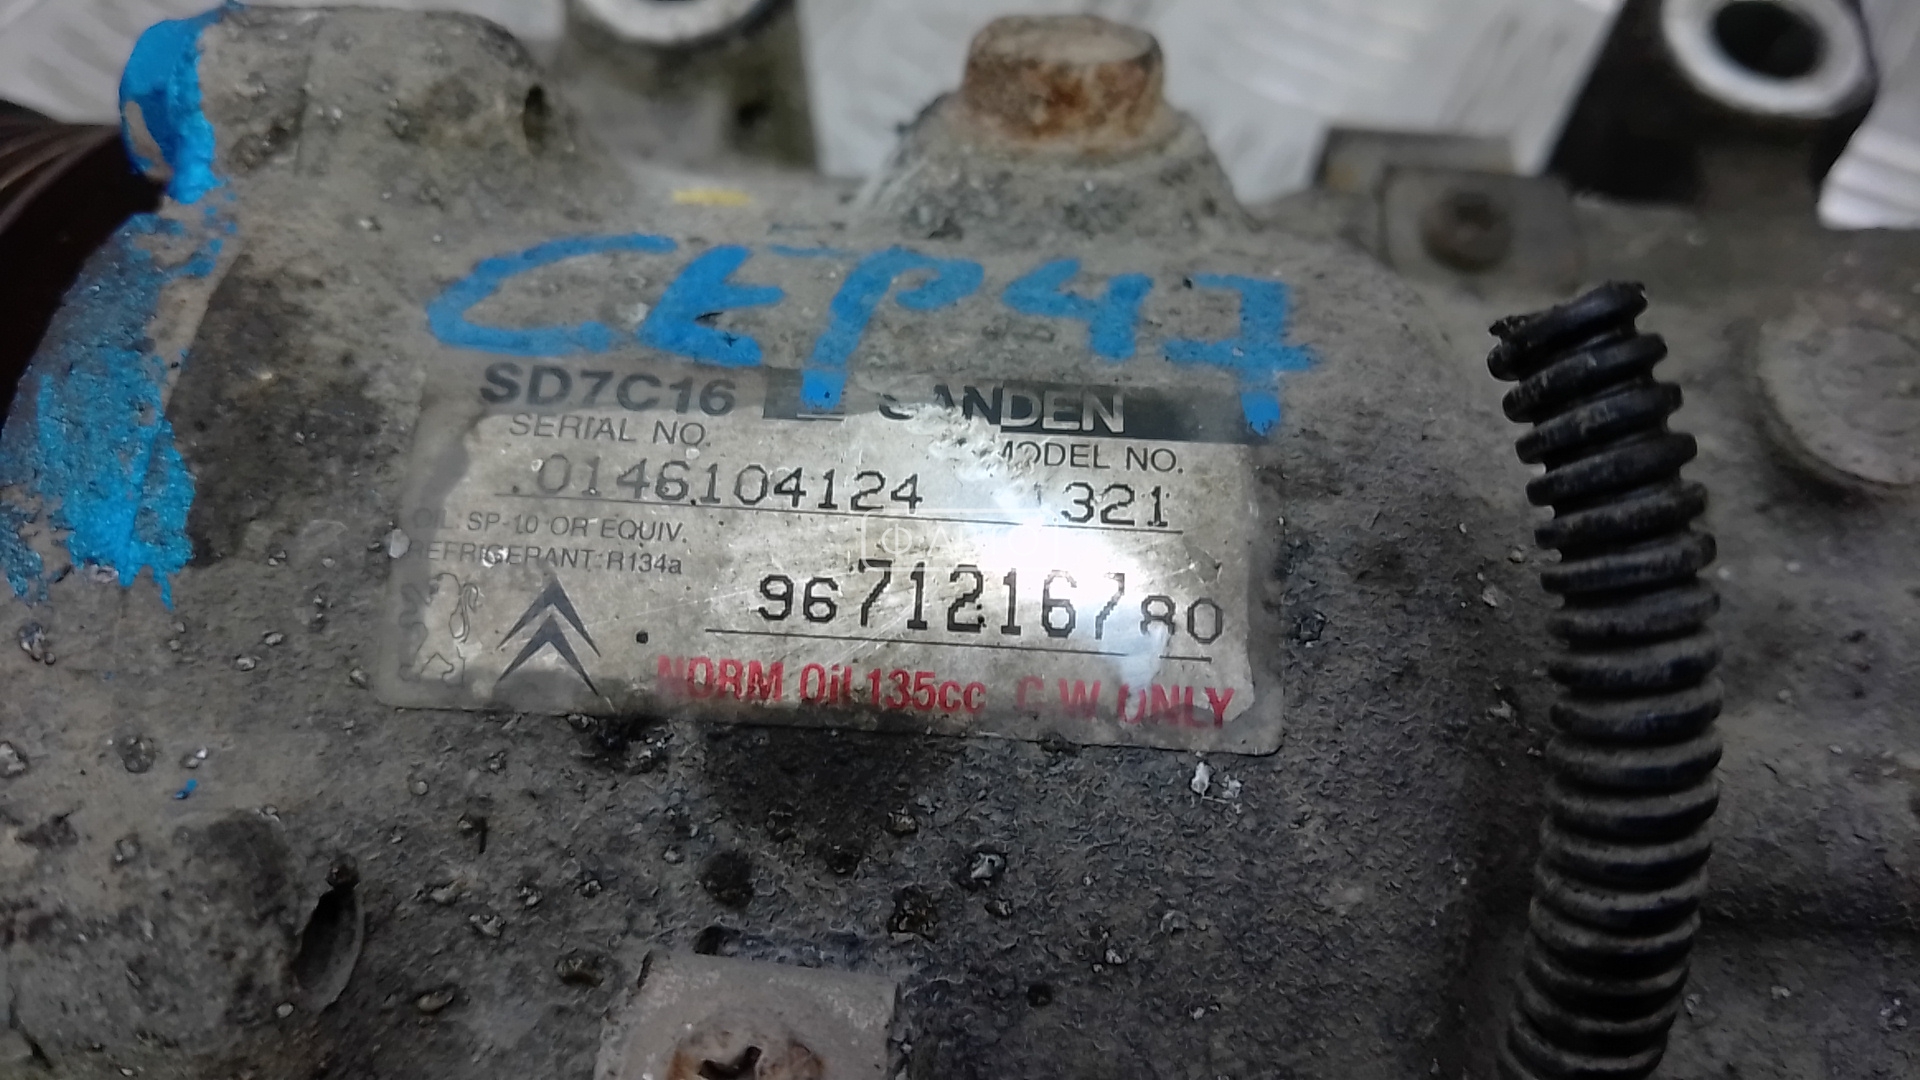 CEP47
SD7C16 SANDEN
SERIAL NO. MODEL NO.
0146104124 1321
OIL: SP-10 OR EQUIV.
REFRIGERANT: R134a
9671216780
NORM Oil 135cc C.W ONLY